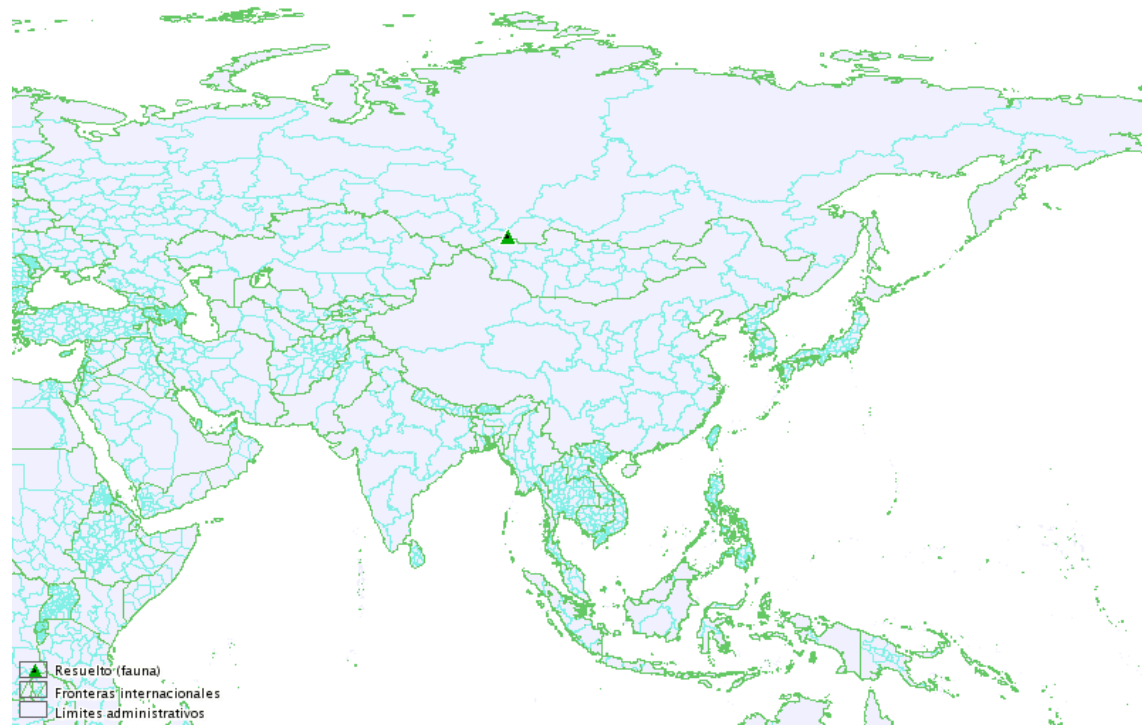 Resuelto (fauna)
Fronteras internacionales
Límites administrativos